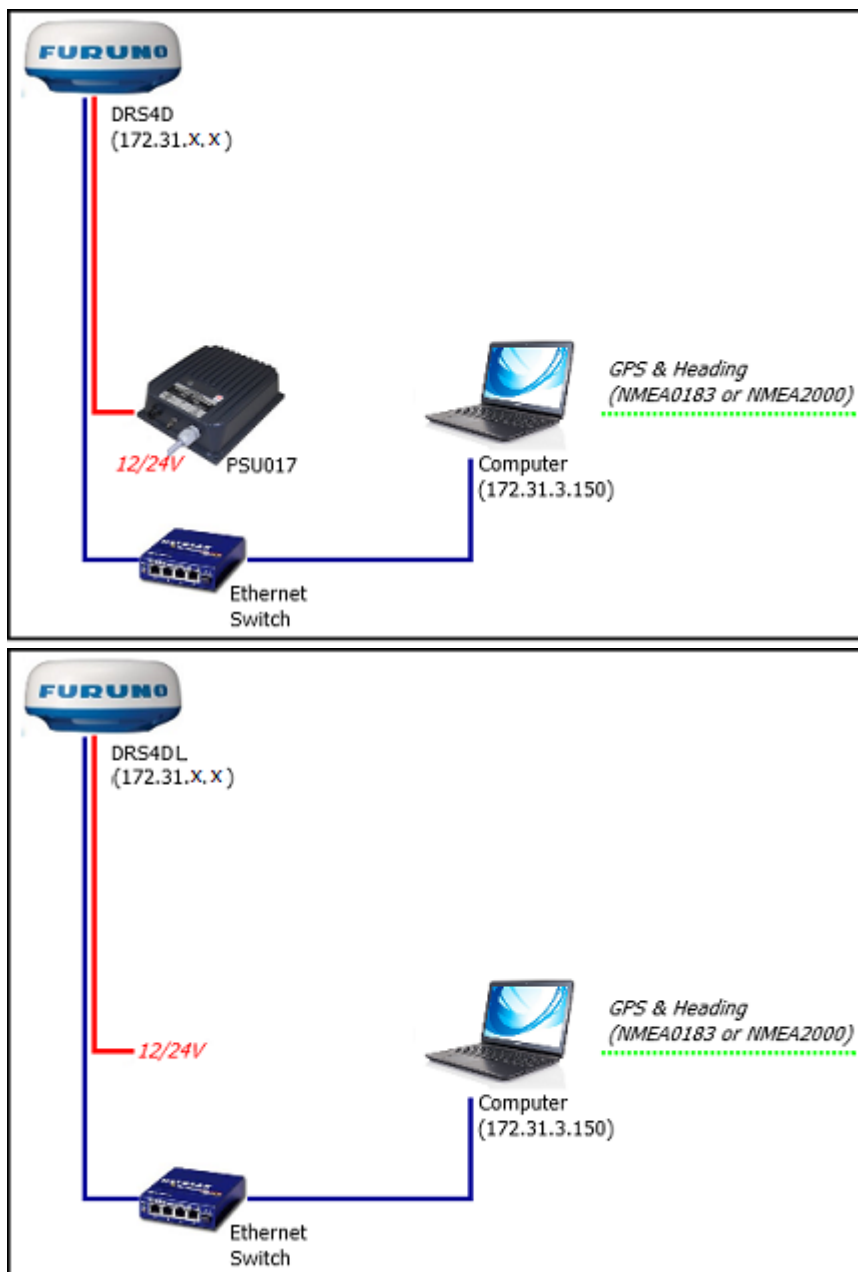 FURUNO
DRS4D
(172.31.x.x)
GPS & Heading
(NMEA0183 or NMEA2000)
12/24V
PSU017
Computer
(172.31.3.150)
Ethernet
Switch
FURUNO
DRS4DL
(172.31.x.x)
GPS & Heading
(NMEA0183 or NMEA2000)
12/24V
Computer
(172.31.3.150)
Ethernet
Switch